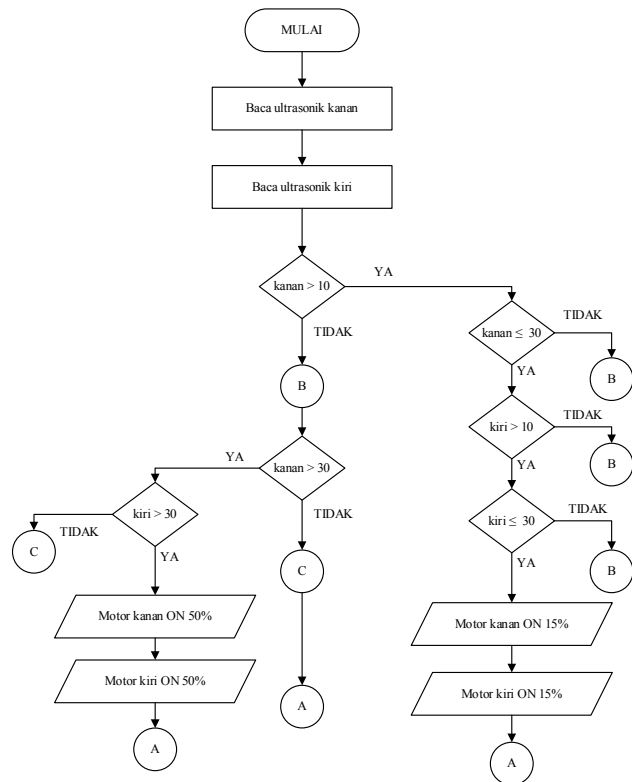 MULAI
Baca ultrasonik kanan
Baca ultrasonik kiri
kanan > 10
YA
TIDAK
kanan ≤ 30
TIDAK
B
YA
B
kiri > 10
TIDAK
B
YA
kanan > 30
YA
TIDAK
kiri > 30
TIDAK
C
YA
C
kiri ≤ 30
TIDAK
B
YA
Motor kanan ON 50%
Motor kiri ON 50%
A
A
Motor kanan ON 15%
Motor kiri ON 15%
A